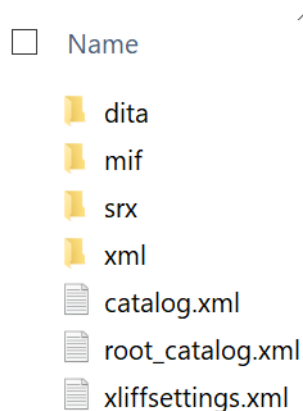 Name
dita
mif
srx
xml
catalog.xml
root_catalog.xml
xliffsettings.xml